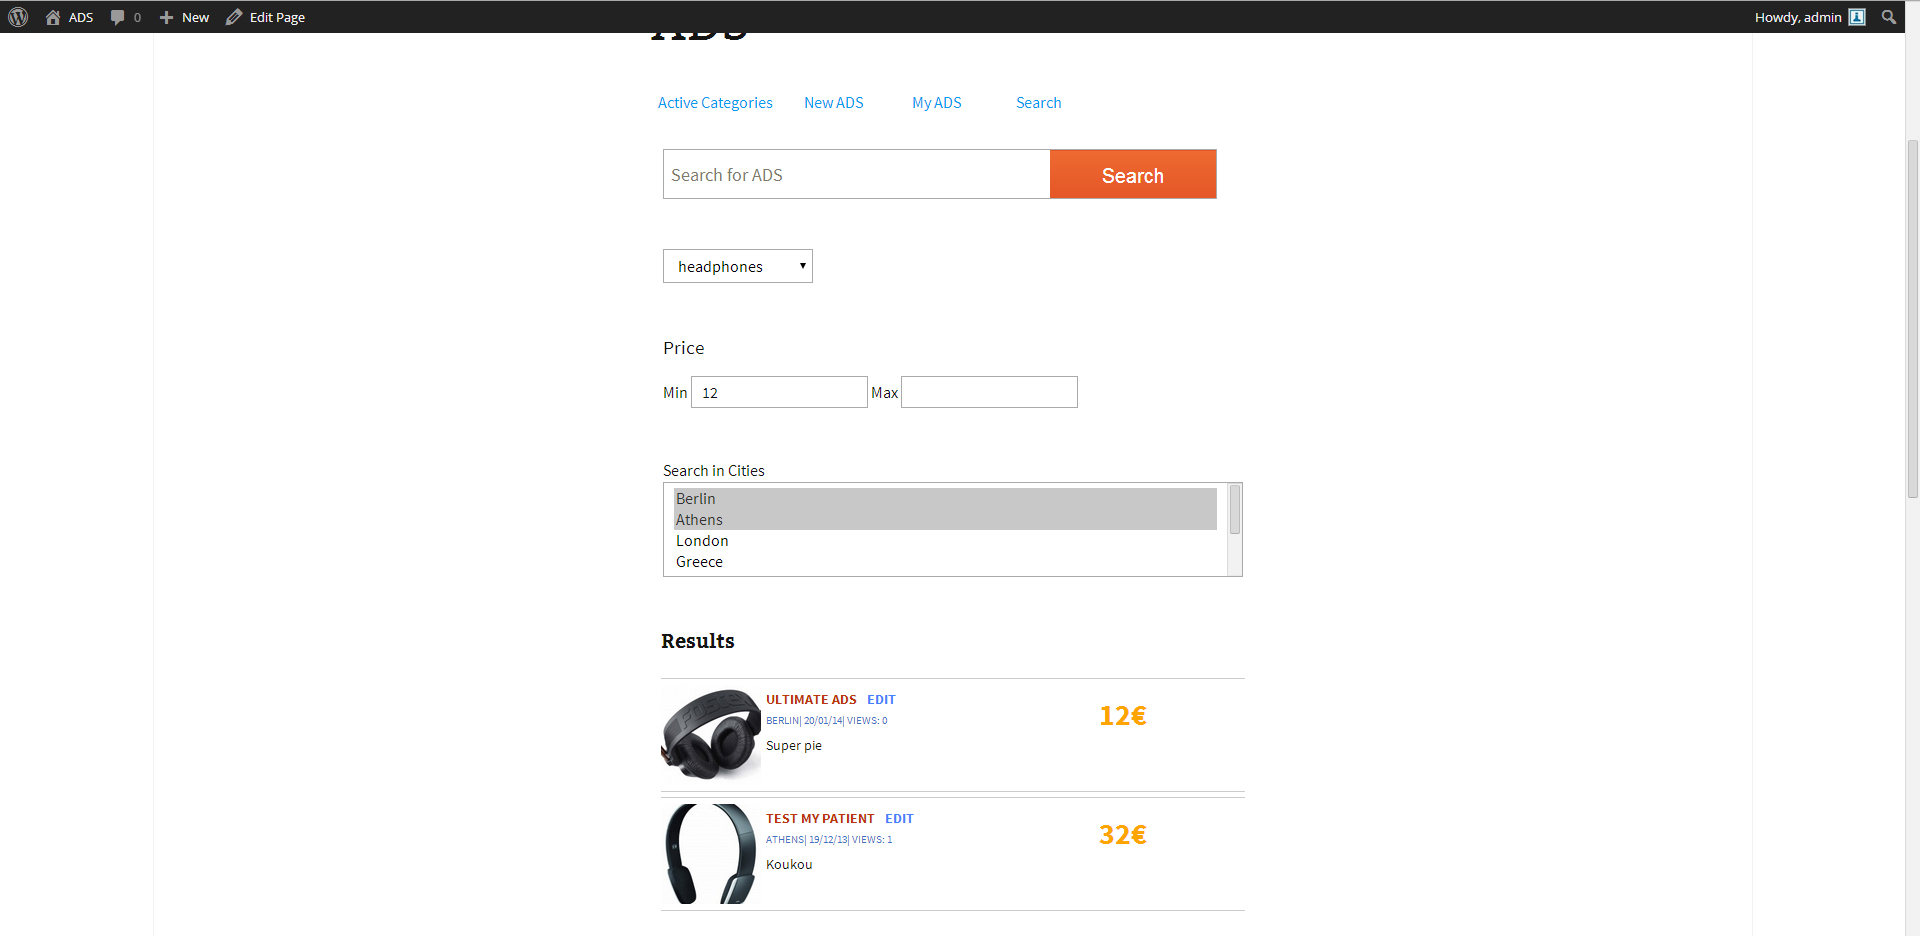 ADS 0 New Edit Page Howdy, admin
ADS
Active Categories New ADS My ADS Search
Search for ADS Search
headphones
Price
Min 12 Max
Search in Cities
Berlin
Athens
London
Greece
Results
ULTIMATE ADS EDIT
BERLIN| 20/01/14| VIEWS: 0
12€
Super pie
TEST MY PATIENT EDIT
ATHENS| 19/12/13| VIEWS: 1
32€
Koukou